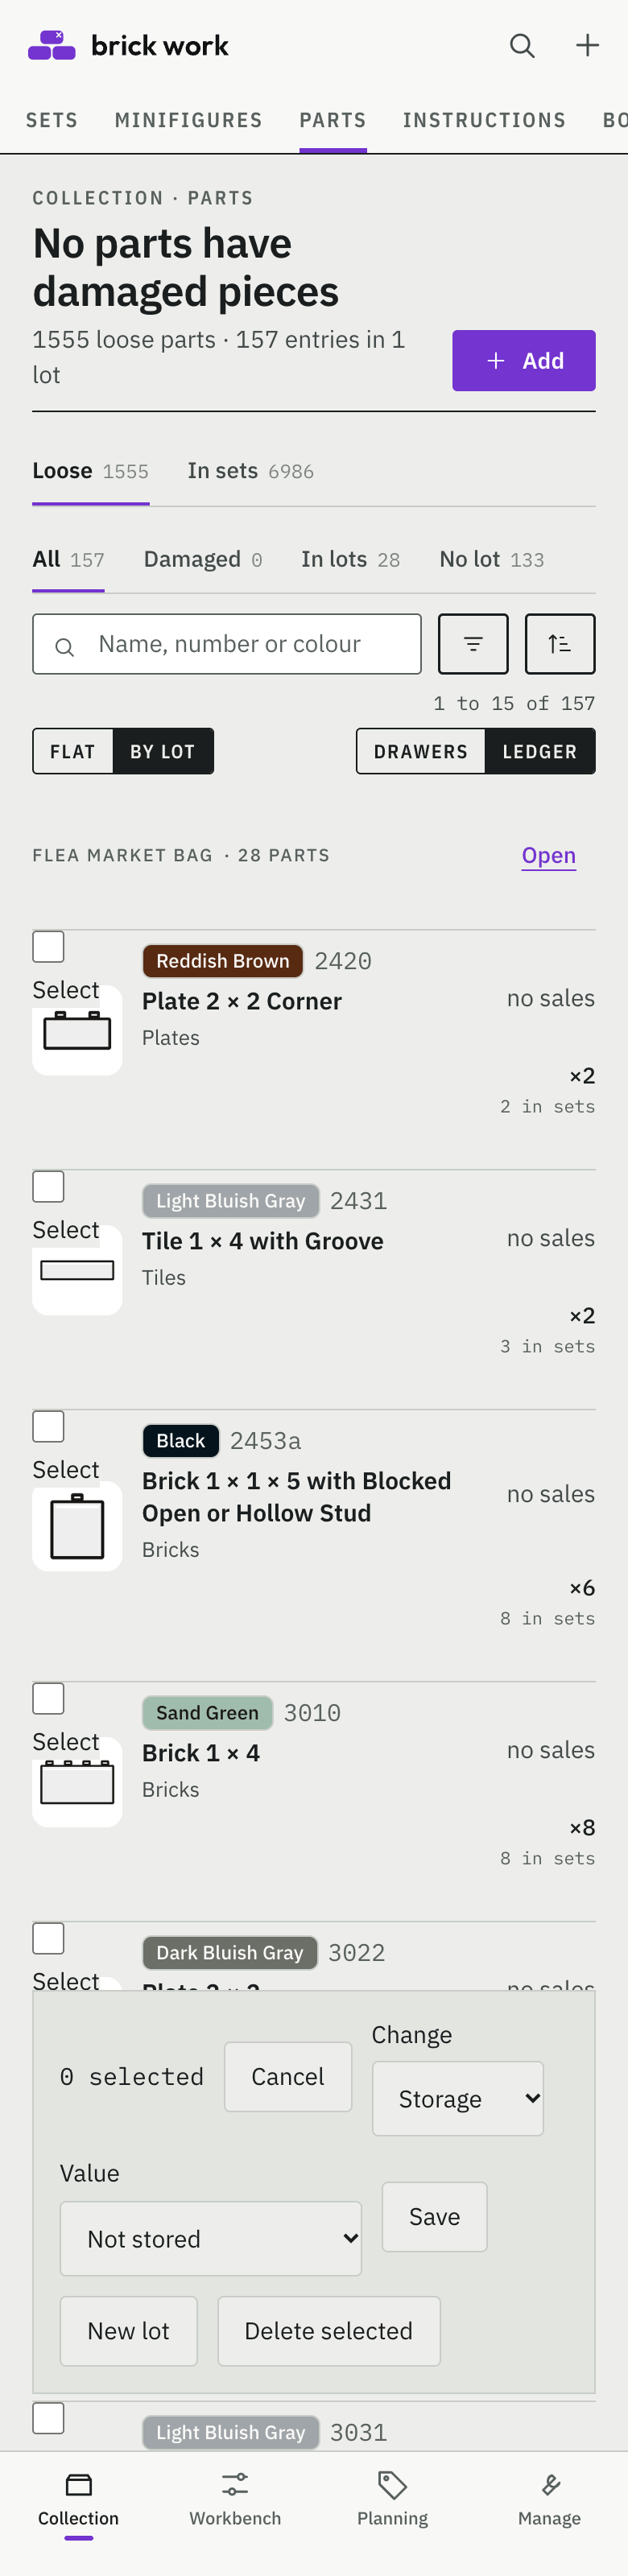 brick work
SETS MINIFIGURES PARTS INSTRUCTIONS BO
COLLECTION · PARTS
No parts have
damaged pieces
1555 loose parts · 157 entries in 1
lot
Add
Loose 1555 In sets 6986
All 157 Damaged 0 In lots 28 No lot 133
Name, number or colour
1 to 15 of 157
FLAT BY LOT DRAWERS LEDGER
FLEA MARKET BAG · 28 PARTS Open
Reddish Brown 2420
Select
Plate 2 × 2 Corner
no sales
Plates
×2
2 in sets
Light Bluish Gray 2431
Select
Tile 1 × 4 with Groove
no sales
Tiles
×2
3 in sets
Black 2453a
Select
Brick 1 × 1 × 5 with Blocked
Open or Hollow Stud
no sales
Bricks
×6
8 in sets
Sand Green 3010
Select
Brick 1 × 4
no sales
Bricks
×8
8 in sets
Dark Bluish Gray 3022
Select
no sales
Change
0 selected Cancel Storage
Value
Not stored Save
New lot Delete selected
Light Bluish Gray 3031
Collection Workbench Planning Manage